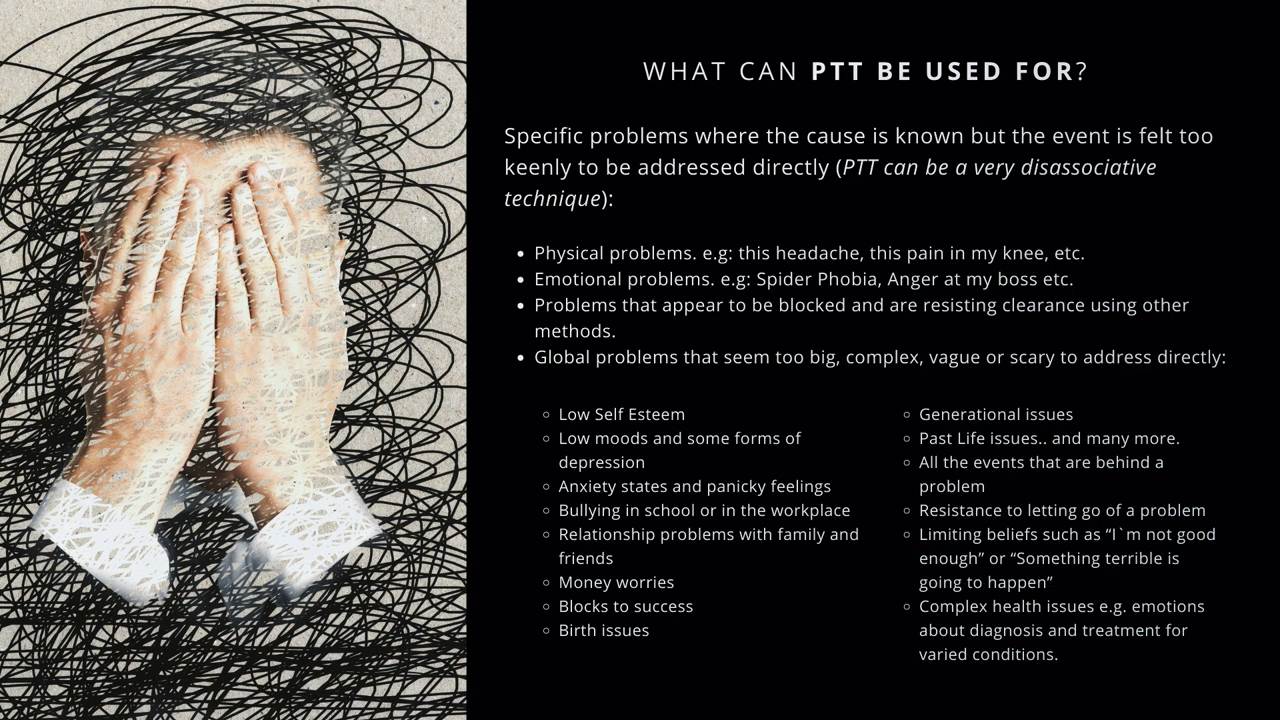 WHAT CAN PTT BE USED FOR?
Specific problems where the cause is known but the event is felt too
keenly to be addressed directly (PTT can be a very disassociative
technique):
• Physical problems. e.g: this headache, this pain in my knee, etc.
• Emotional problems. e.g: Spider Phobia, Anger at my boss etc.
• Problems that appear to be blocked and are resisting clearance using other
methods.
• Global problems that seem too big, complex, vague or scary to address directly:
◦ Low Self Esteem
◦ Low moods and some forms of
depression
◦ Anxiety states and panicky feelings
◦ Bullying in school or in the workplace
◦ Relationship problems with family and
friends
◦ Money worries
◦ Blocks to success
◦ Birth issues
◦ Generational issues
◦ Past Life issues.. and many more.
◦ All the events that are behind a
problem
◦ Resistance to letting go of a problem
◦ Limiting beliefs such as “I`m not good
enough” or “Something terrible is
going to happen”
◦ Complex health issues e.g. emotions
about diagnosis and treatment for
varied conditions.